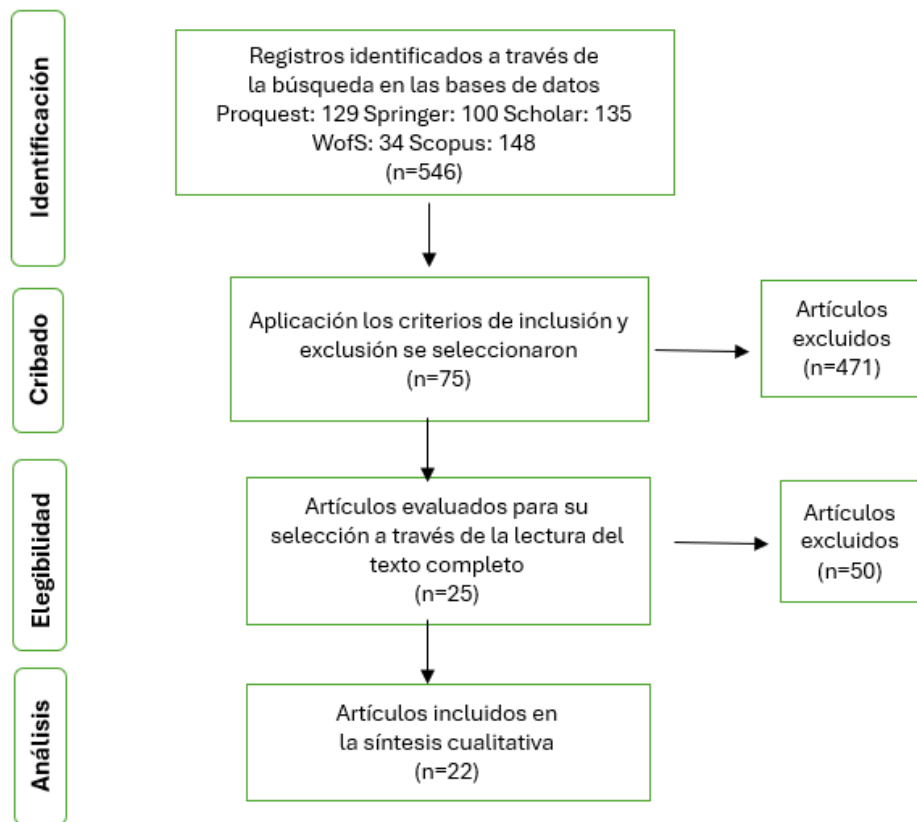 Identificación
Registros identificados a través de
la búsqueda en las bases de datos
Proquest: 129 Springer: 100 Scholar: 135
WofS: 34 Scopus: 148
(n=546)
Cribado
Aplicación los criterios de inclusión y
exclusión se seleccionaron
(n=75)
Artículos
excluidos
(n=471)
Elegibilidad
Artículos evaluados para su
selección a través de la lectura del
texto completo
(n=25)
Artículos
excluidos
(n=50)
Análisis
Artículos incluidos en
la síntesis cualitativa
(n=22)